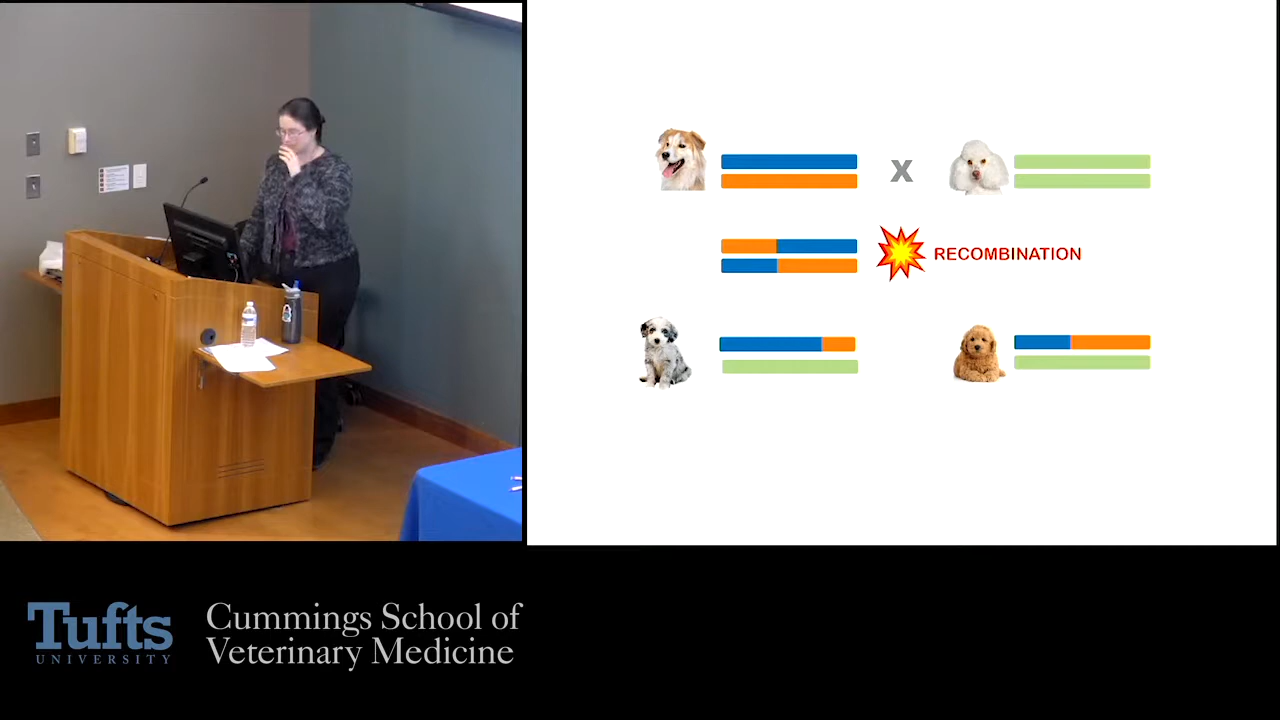 X
RECOMBINATION
Tufts
UNIVERSITY
Cummings School of
Veterinary Medicine